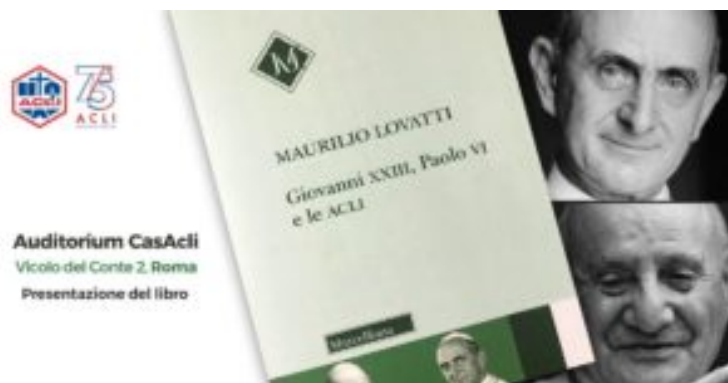 ACLI
75
ACLI
Auditorium CasAcli
Vicolo del Conte 2, Roma
Presentazione del libro
M
MAURILIO LOVATTI
Giovanni XXIII, Paolo VI
e le ACLI